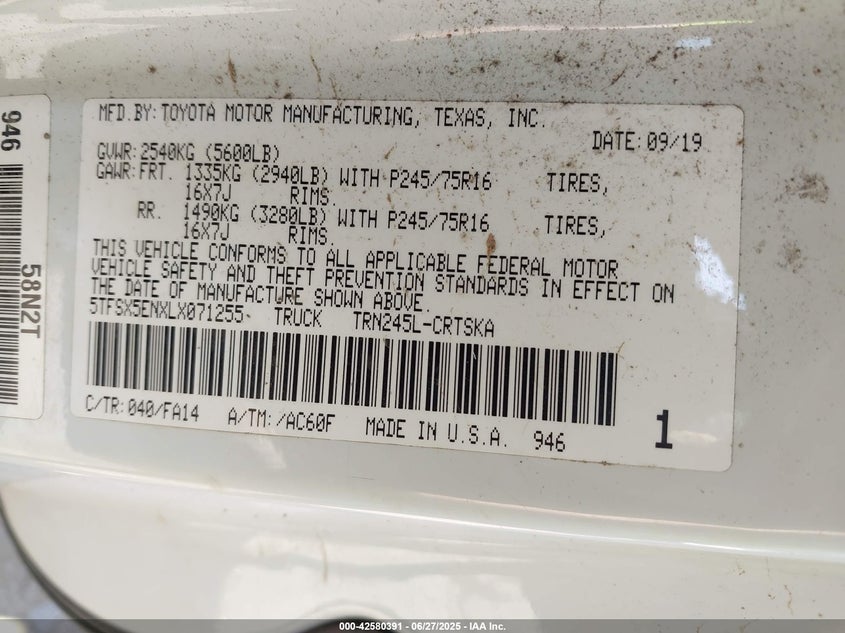 MFD.BY: TOYOTA MOTOR MANUFACTURING, TEXAS, INC.
DATE: 09/19
GVWR: 2540KG (5600LB)
GAWR: FRT. 1335KG (2940LB) WITH P245/75R16 TIRES,
16X7J RIMS.
RR. 1490KG (3280LB) WITH P245/75R16 TIRES,
16X7J RIMS.
THIS VEHICLE CONFORMS TO ALL APPLICABLE FEDERAL MOTOR
VEHICLE SAFETY AND THEFT PREVENTION STANDARDS IN EFFECT ON
THE DATE OF MANUFACTURE SHOWN ABOVE.
5TFSX5ENXLX071255 TRUCK TRN245L-CRTSKA
C/TR: 040/FA14 A/TM: /AC60F MADE IN U.S.A. 946 1
946
58N2T
000-42580391 - 06/27/2025 - IAA Inc.